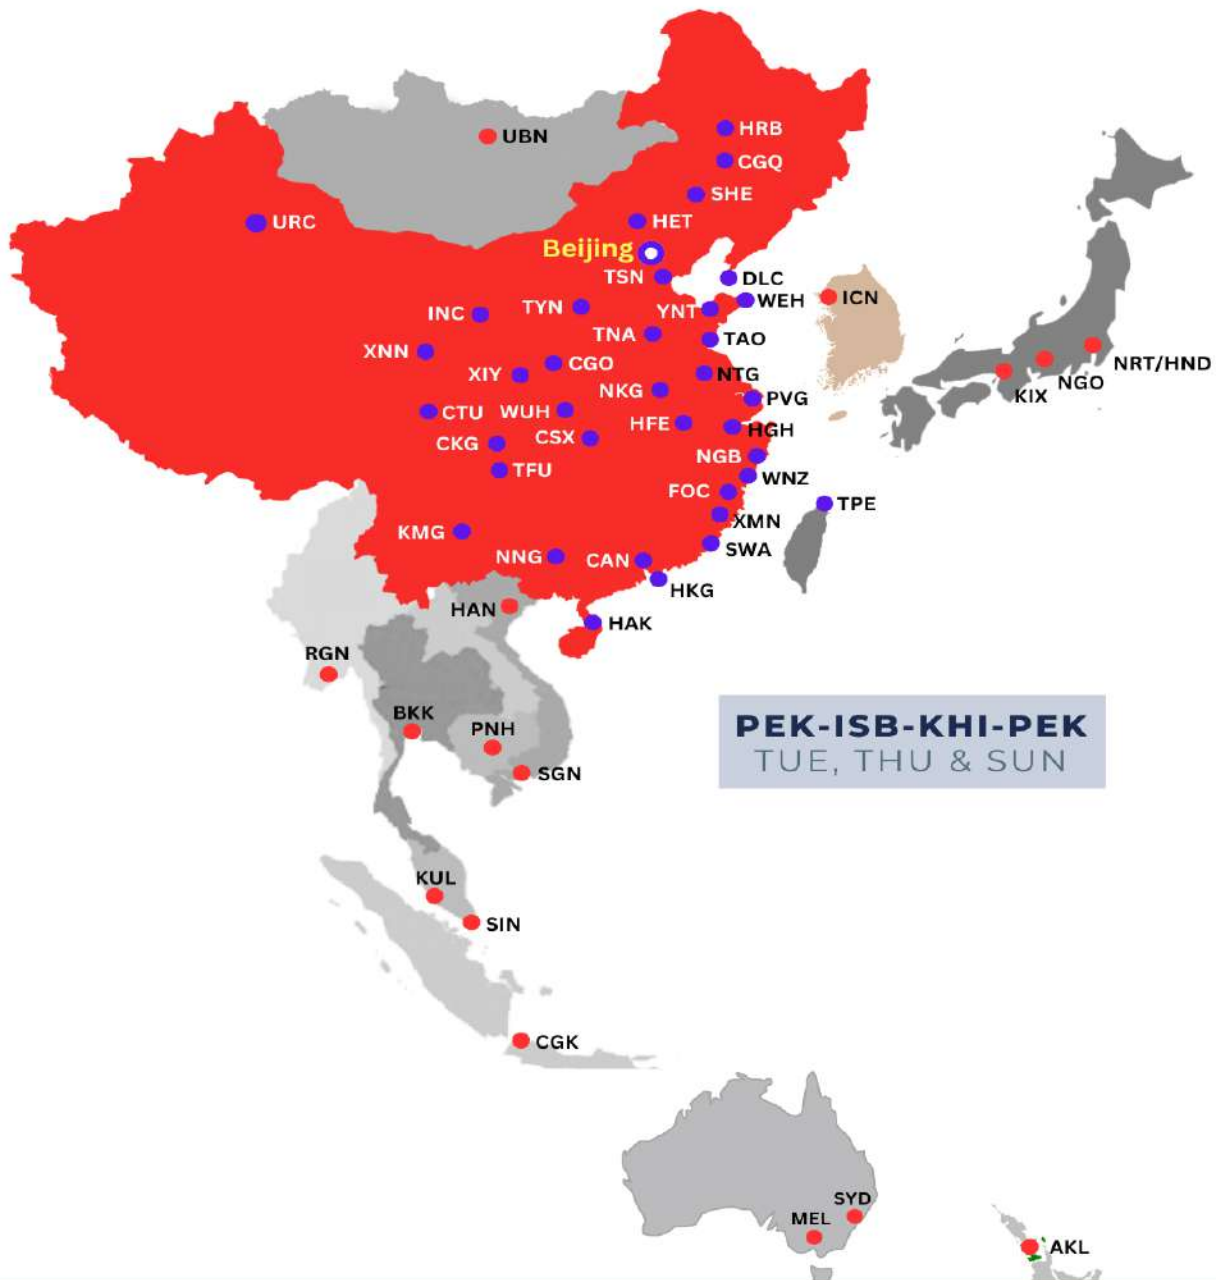 HRB
UBN
CGQ
SHE
URC
HET
Beijing
TSN
DLC
WEH
ICN
INC
TYN
YNT
TNA
TAO
XNN
CGO
XIY
NTG
NRT/HND
NGO
KIX
NKG
PVG
CTU
WUH
HFE
HGH
CKG
CSX
NGB
TFU
WNZ
FOC
TPE
XMN
KMG
SWA
NNG
CAN
HKG
HAN
HAK
RGN
BKK
PNH
PEK-ISB-KHI-PEK
TUE, THU & SUN
SGN
KUL
SIN
CGK
SYD
MEL
AKL